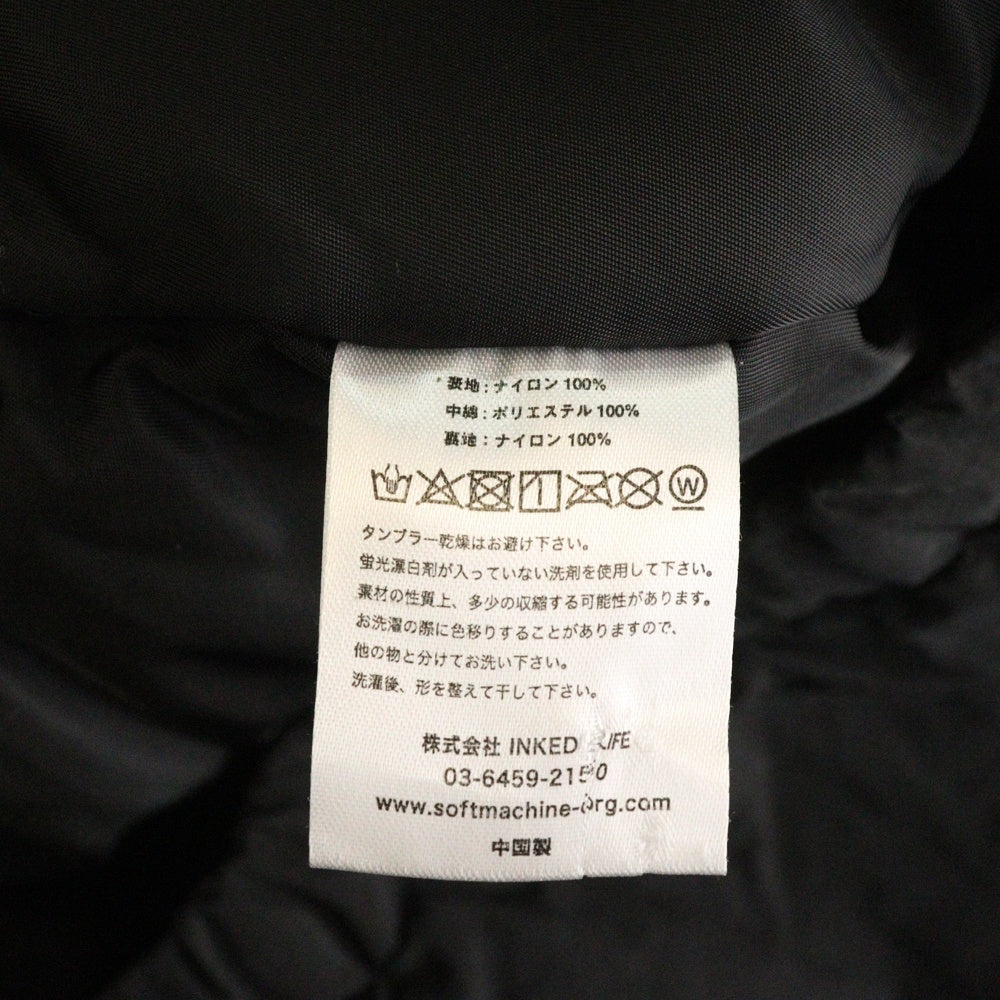 表地：ナイロン 100%
中綿：ポリエステル 100%
裏地：ナイロン 100%
W
タンブラー乾燥はお避け下さい。
蛍光漂白剤が入っていない洗剤を使用して下さい。
素材の性質上、多少の収縮する可能性があります。
お洗濯の際に色移りすることがありますので、
他の物と分けてお洗い下さい。
洗濯後、形を整えて干して下さい。
株式会社 INKED LIFE
www.softmachine-org.com
中国製